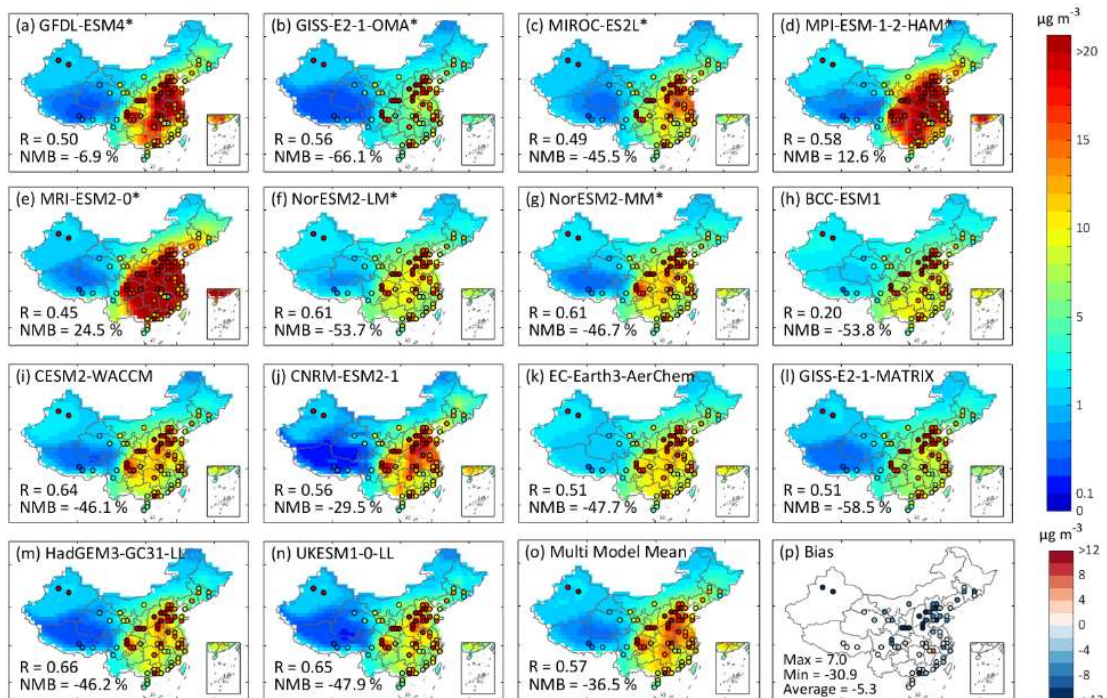 (a) GFDL-ESM4*
R = 0.50
NMB = -6.9 %
(b) GISS-E2-1-OMA*
R = 0.56
NMB = -66.1 %
(c) MIROC-ES2L*
R = 0.49
NMB = -45.5 %
(d) MPI-ESM-1-2-HAM*
R = 0.58
NMB = 12.6 %
(e) MRI-ESM2-0*
R = 0.45
NMB = 24.5 %
(f) NorESM2-LM*
R = 0.61
NMB = -53.7 %
(g) NorESM2-MM*
R = 0.61
NMB = -46.7 %
(h) BCC-ESM1
R = 0.20
NMB = -53.8 %
(i) CESM2-WACCM
R = 0.64
NMB = -46.1 %
(j) CNRM-ESM2-1
R = 0.56
NMB = -29.5 %
(k) EC-Earth3-AerChem
R = 0.51
NMB = -47.7 %
(l) GISS-E2-1-MATRIX
R = 0.51
NMB = -58.5 %
(m) HadGEM3-GC31-LL
R = 0.66
NMB = -46.2 %
(n) UKESM1-0-LL
R = 0.65
NMB = -47.9 %
(o) Multi Model Mean
R = 0.57
NMB = -36.5 %
(p) Bias
Max = 7.0
Min = -30.9
Average = -5.3
µg m⁻³
>20
15
10
5
1
0.1
0
µg m⁻³
>12
8
4
0
-4
-8